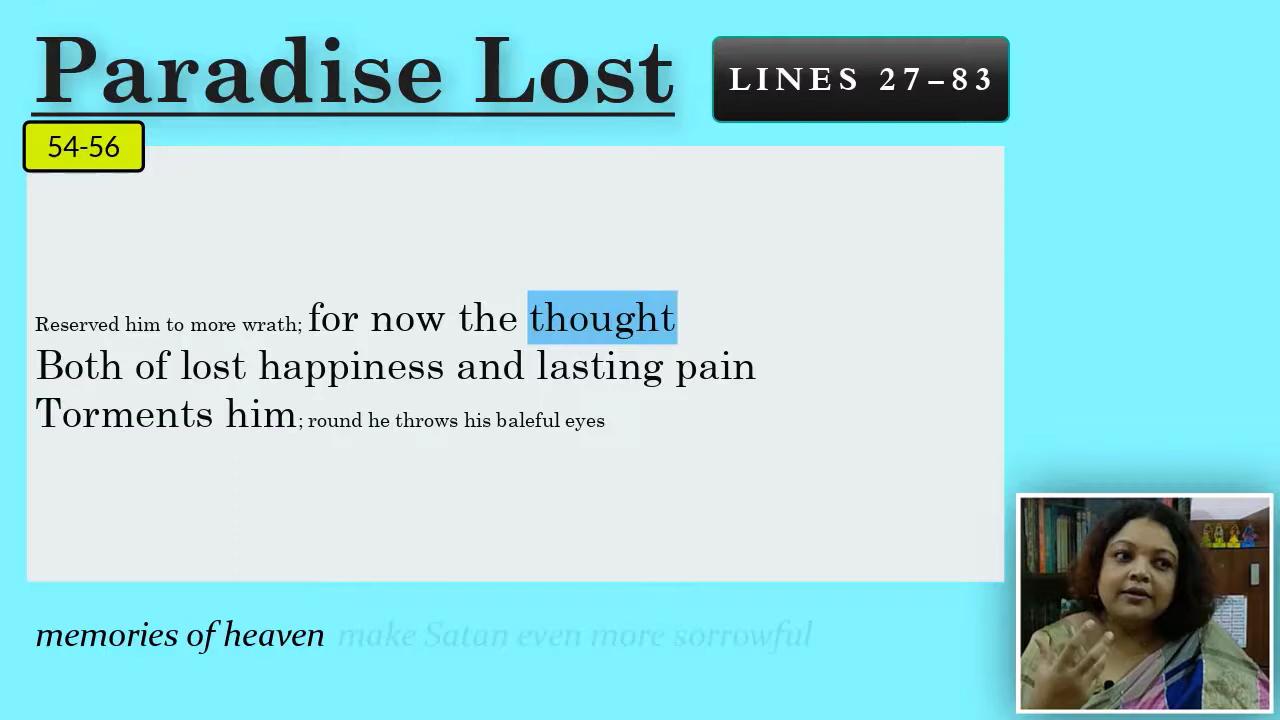 Paradise Lost
LINES 27–83
54-56
Reserved him to more wrath; for now the thought
Both of lost happiness and lasting pain
Torments him; round he throws his baleful eyes
memories of heaven make Satan even more sorrowful